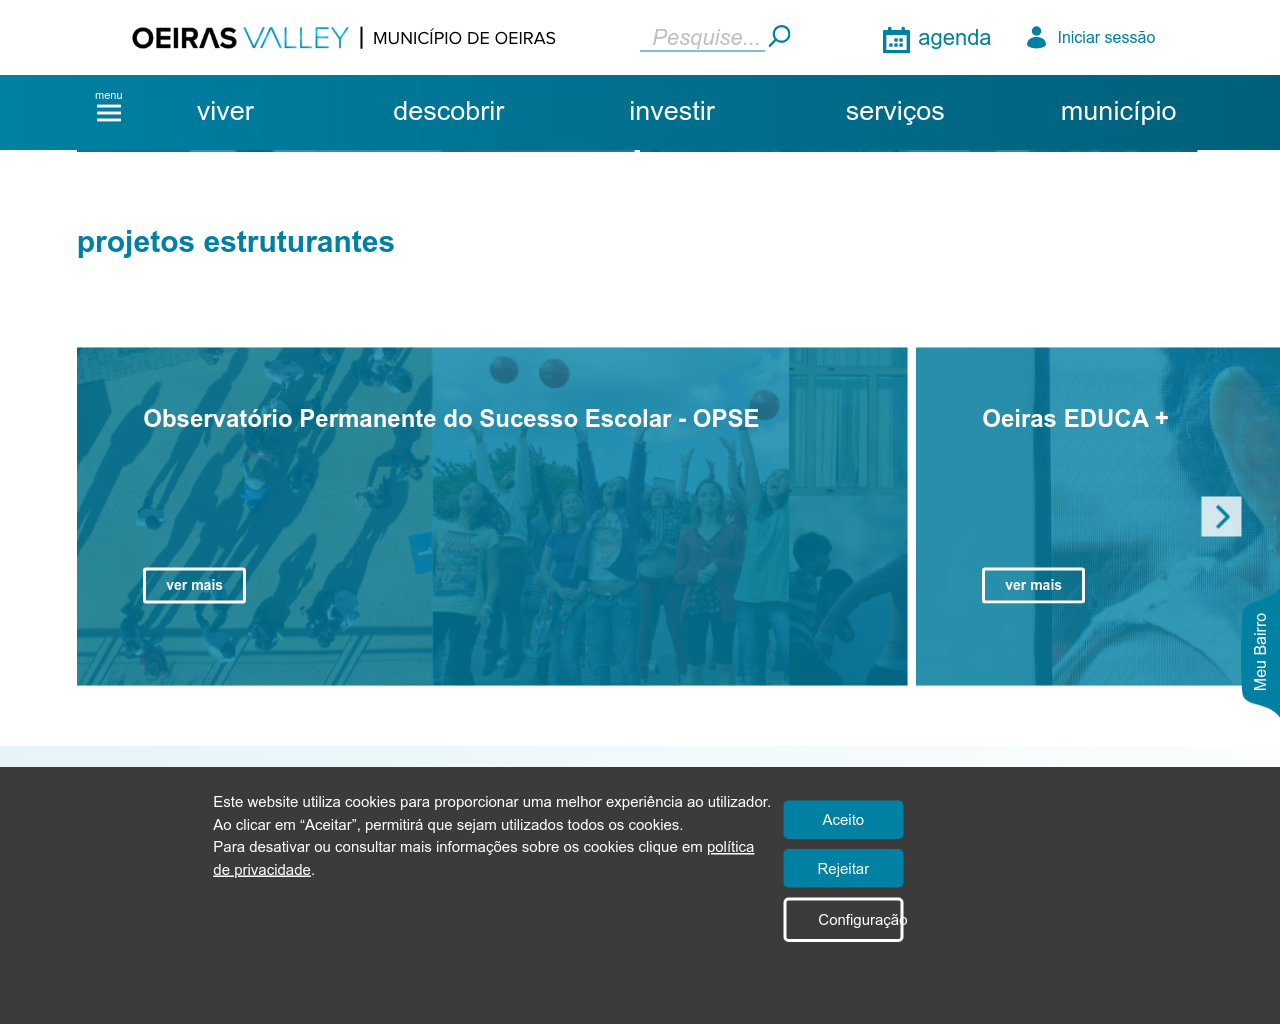 OEIRAS VALLEY | MUNICÍPIO DE OEIRAS
Pesquise...
agenda
Iniciar sessão
menu
viver
descobrir
investir
serviços
município
projetos estruturantes
Observatório Permanente do Sucesso Escolar - OPSE
ver mais
Oeiras EDUCA +
ver mais
Meu Bairro
Este website utiliza cookies para proporcionar uma melhor experiência ao utilizador.
Ao clicar em “Aceitar”, permitirá que sejam utilizados todos os cookies.
Para desativar ou consultar mais informações sobre os cookies clique em política
de privacidade.
Aceito
Rejeitar
Configuração